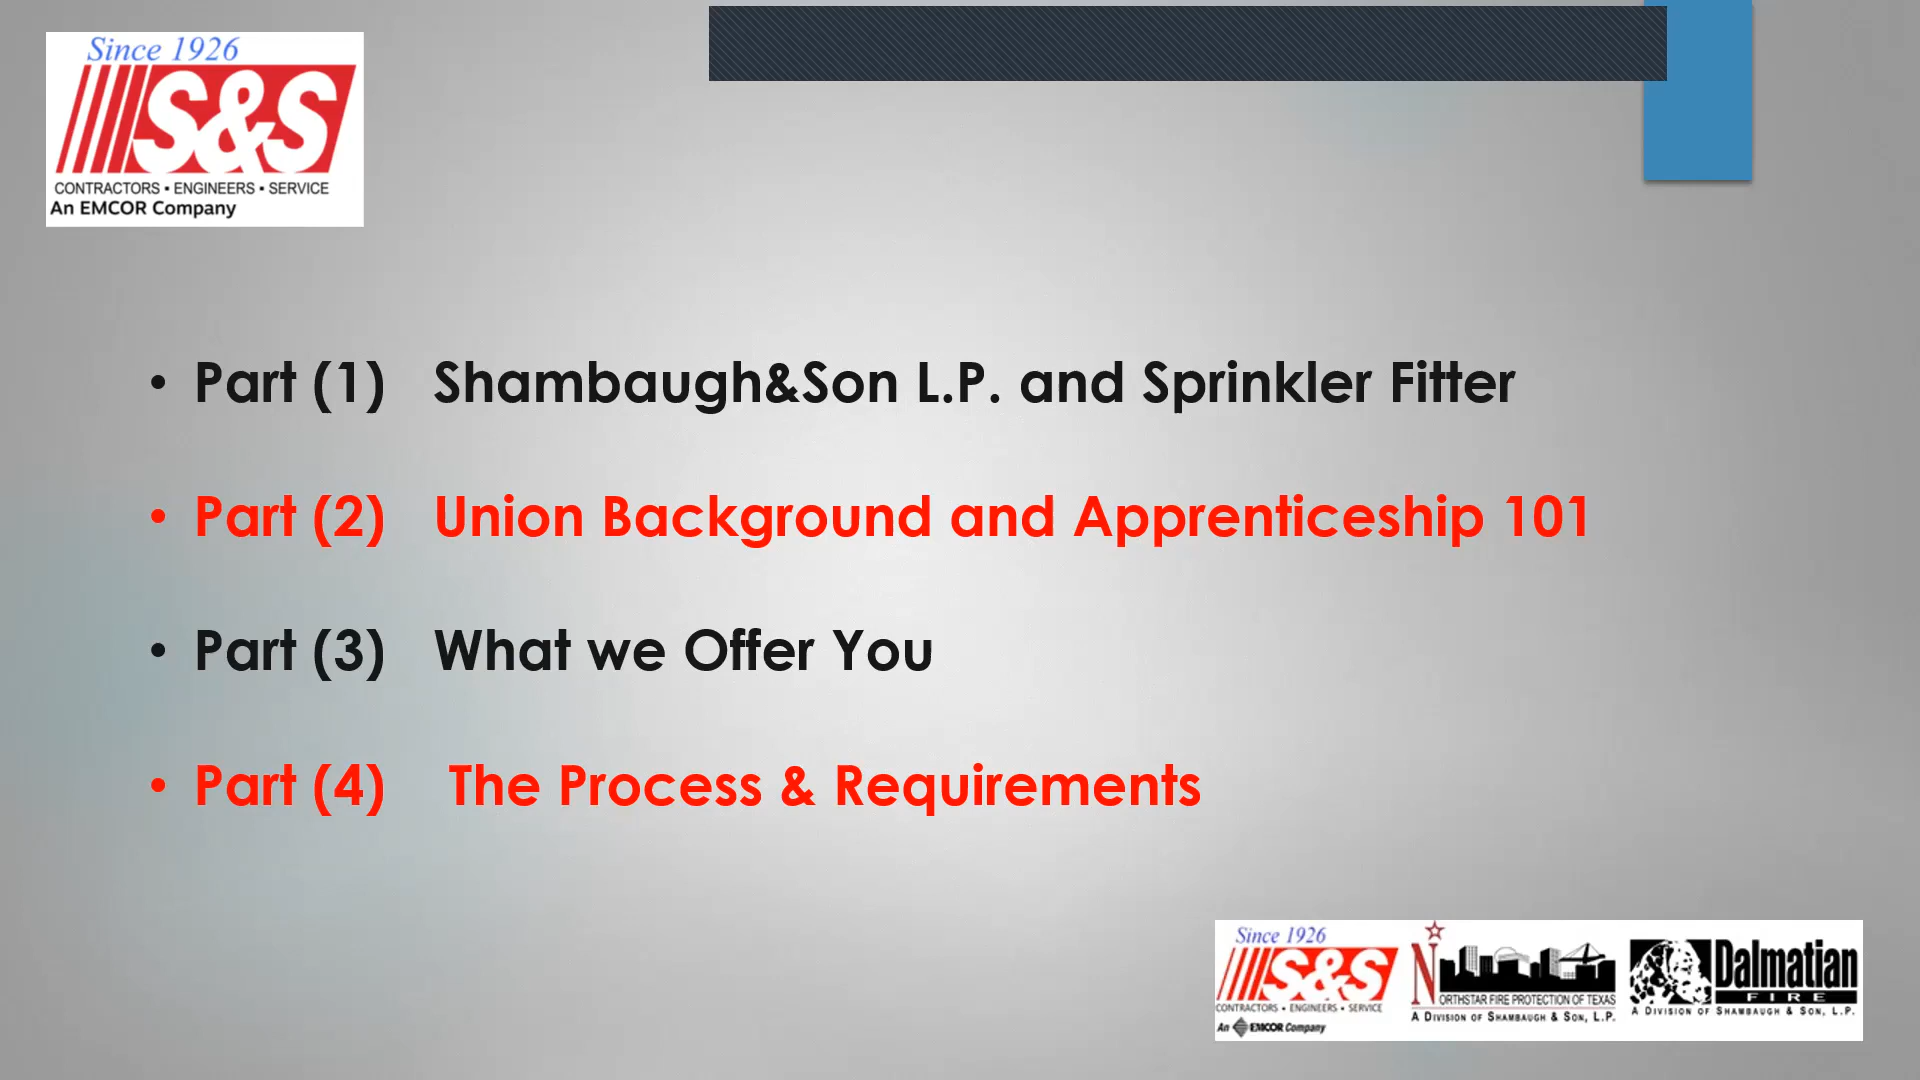 Since 1926
S&S
CONTRACTORS • ENGINEERS • SERVICE
An EMCOR Company
• Part (1) Shambaugh&Son L.P. and Sprinkler Fitter
• Part (2) Union Background and Apprenticeship 101
• Part (3) What we Offer You
• Part (4) The Process & Requirements
Since 1926
S&S
CONTRACTORS • ENGINEERS • SERVICE
An EMCOR Company
NORTHSTAR FIRE PROTECTION OF TEXAS
A DIVISION OF SHAMBAUGH & SON, L.P.
Dalmatian
FIRE
A DIVISION OF SHAMBAUGH & SON, L.P.